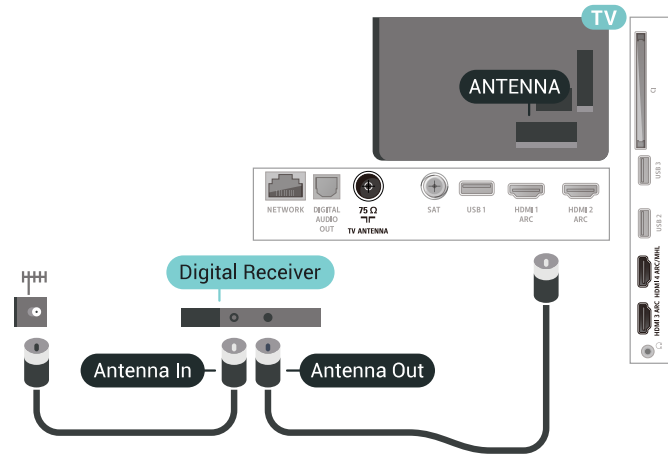 TV
ANTENNA
CI
USB 3
NETWORK
DIGITAL
AUDIO
OUT
75 Ω
TV ANTENNA
SAT
USB 1
HDMI 1
ARC
HDMI 2
ARC
USB 2
HDMI 4 ARC/MHL
HDMI 3 ARC
Digital Receiver
Antenna In
Antenna Out